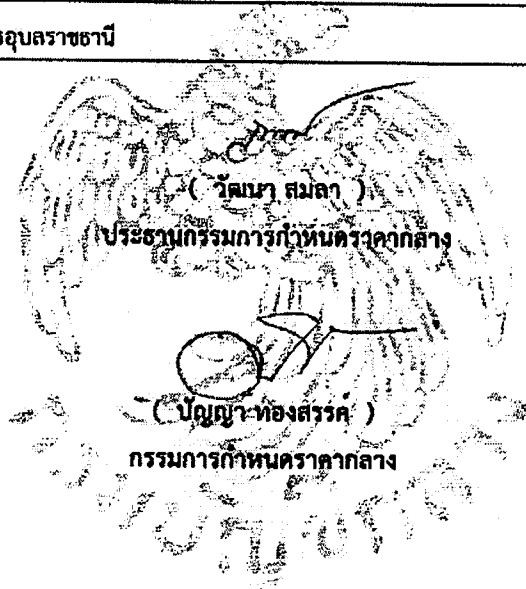 อุบลราชธานี
( วัฒนา สมลา )
ประธานกรรมการกำหนดราคากลาง
( ปัญญา ทองสรรค์ )
กรรมการกำหนดราคากลาง